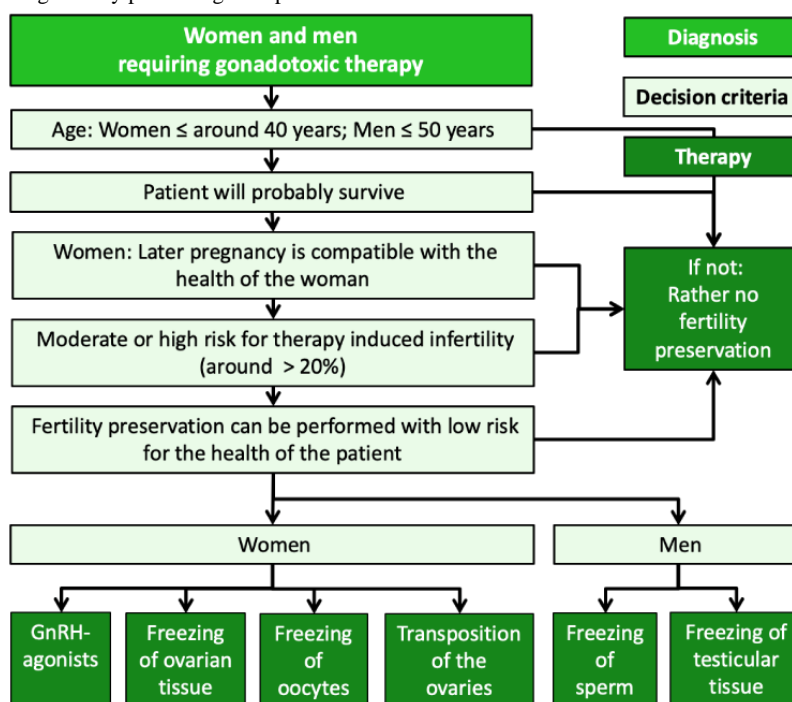 Women and men
requiring gonadotoxic therapy
Diagnosis
Decision criteria
Age: Women ≤ around 40 years; Men ≤ 50 years
Therapy
Patient will probably survive
Women: Later pregnancy is compatible with the
health of the woman
If not:
Rather no
fertility
preservation
Moderate or high risk for therapy induced infertility
(around > 20%)
Fertility preservation can be performed with low risk
for the health of the patient
Women
Men
GnRH-
agonists
Freezing
of ovarian
tissue
Freezing
of
oocytes
Transposition
of the
ovaries
Freezing
of
sperm
Freezing of
testicular
tissue